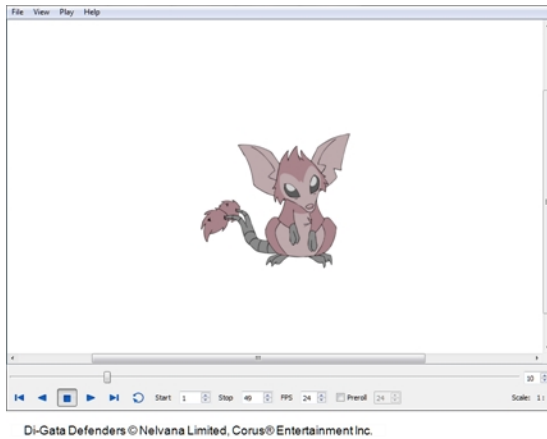 File View Play Help
10
Start 1 Stop 49 FPS 24 Preroll 24 Scale: 1:
Di-Gata Defenders © Nelvana Limited, Corus® Entertainment Inc.